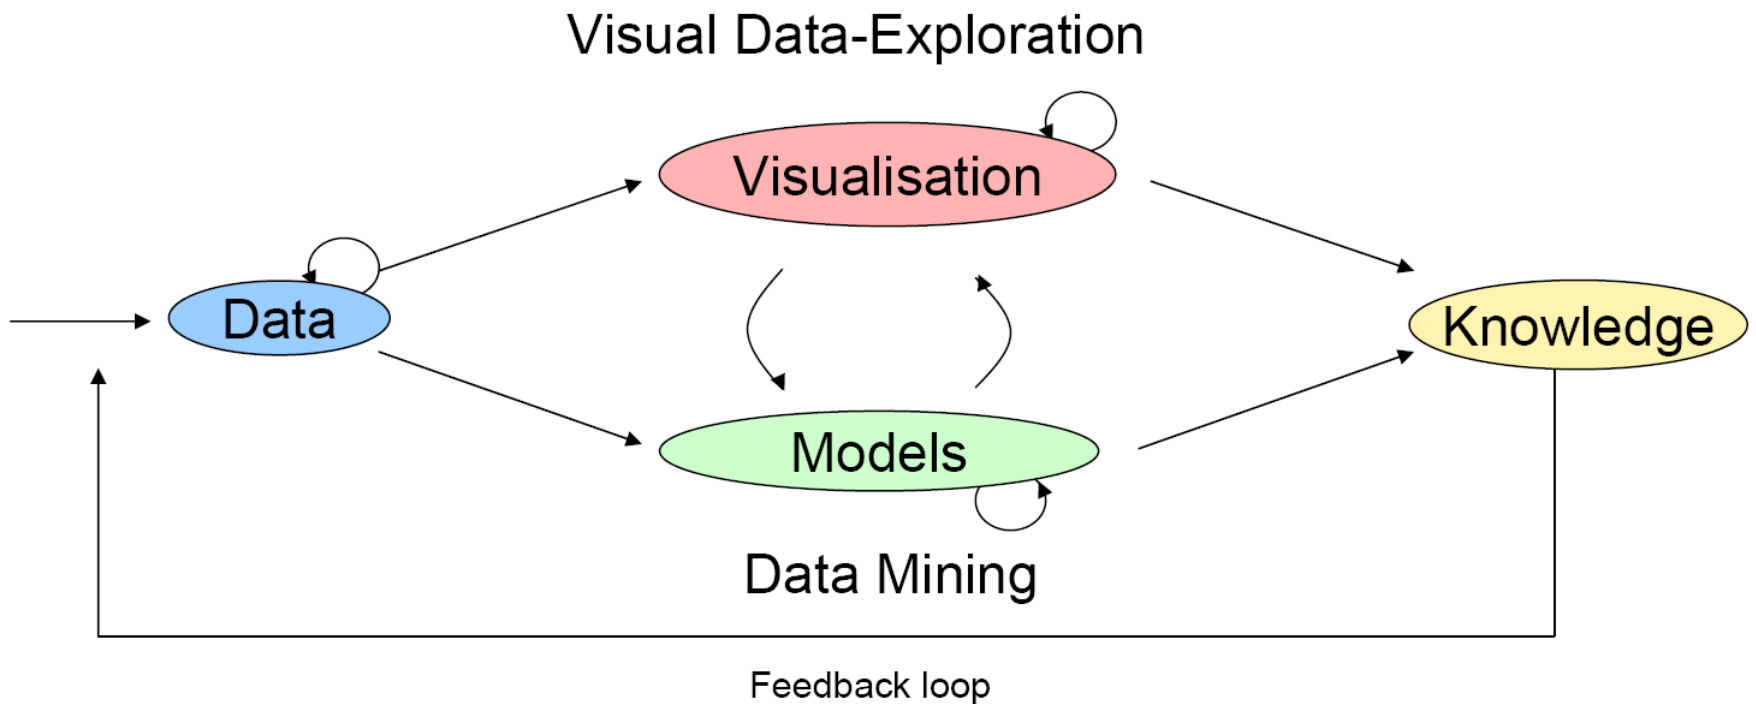 Visual Data-Exploration
Visualisation
Data
Knowledge
Models
Data Mining
Feedback loop